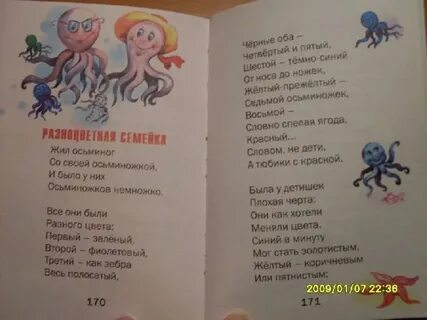 РАЗНОЦВЕТНАЯ СЕМЕЙКА
Жил осьминог
Со своей осьминожкой,
И было у них
Осьминожков немножко.
Все они были
Разного цвета:
Первый – зелёный,
Второй – фиолетовый,
Третий – как зебра
Весь полосатый,
170
Чёрные оба –
Четвёртый и пятый,
Шестой – тёмно-синий
От носа до ножек,
Жёлтый-прежёлтый –
Седьмой осьминожек,
Восьмой –
Словно спелая ягода,
Красный...
Словом, не дети,
А тюбики с краской.
Была у детишек
Плохая черта:
Они как хотели
Меняли цвета.
Синий в минуту
Мог стать золотистым,
Жёлтый – коричневым
Или пятнистым;
171
2009/01/07 22:36